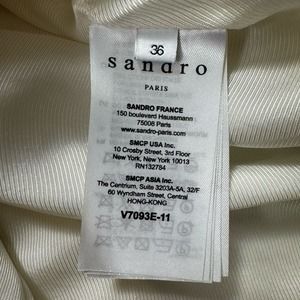 36
sandro
PARIS
SANDRO FRANCE
150 boulevard Haussmann
75008 Paris
www.sandro-paris.com
SMCP USA Inc.
10 Crosby Street, 3rd Floor
New York, New York 10013
RN132784
SMCP ASIA Inc.
The Centrium, Suite 3203A-5A, 32/F
60 Wyndham Street, Central
HONG-KONG
V7093E-11